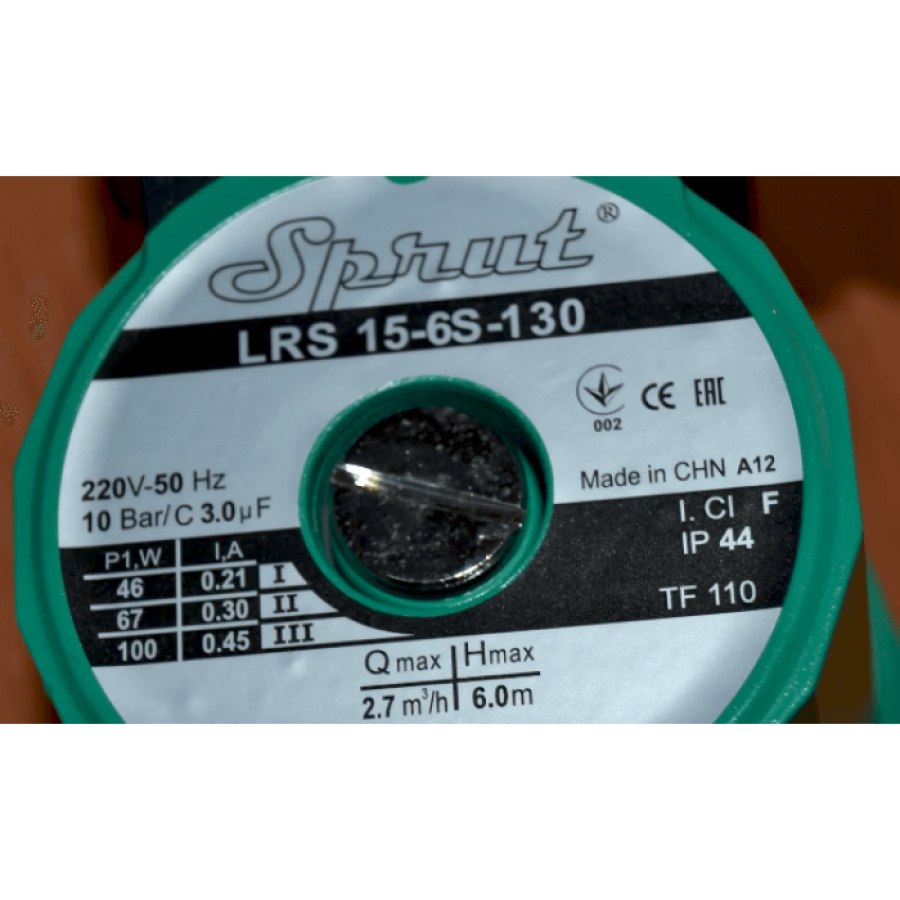 Sprut®
LRS 15-6S-130
002
CE EAC
Made in CHN A12
220V-50 Hz
10 Bar/C 3.0µF
I. Cl F
IP 44
TF 110
P1,W I,A
46 0.21 I
67 0.30 II
100 0.45 III
Q max H max
2.7 m³/h 6.0m